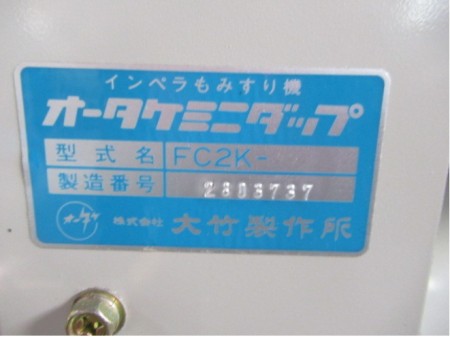 インペラもみすり機
オータケミニダップ
型式名 FC2K-
製造番号 2303737
オータケ 株式会社 大竹製作所